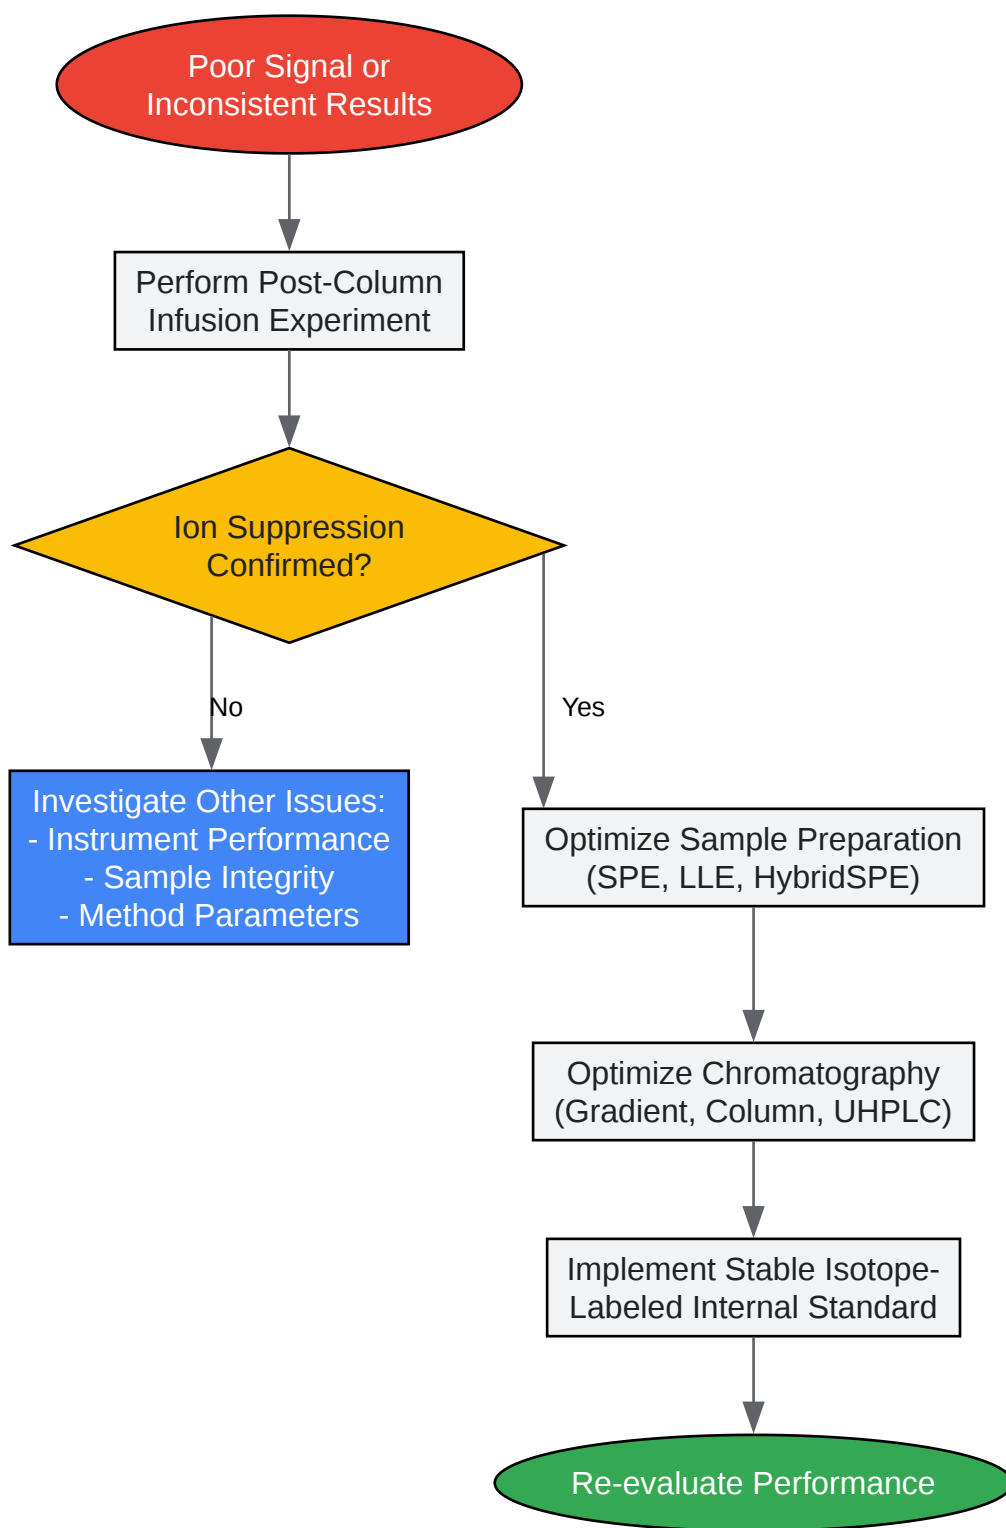 Poor Signal or
Inconsistent Results
Perform Post-Column
Infusion Experiment
Ion Suppression
Confirmed?
No
Yes
Investigate Other Issues:
- Instrument Performance
- Sample Integrity
- Method Parameters
Optimize Sample Preparation
(SPE, LLE, HybridSPE)
Optimize Chromatography
(Gradient, Column, UHPLC)
Implement Stable Isotope-
Labeled Internal Standard
Re-evaluate Performance